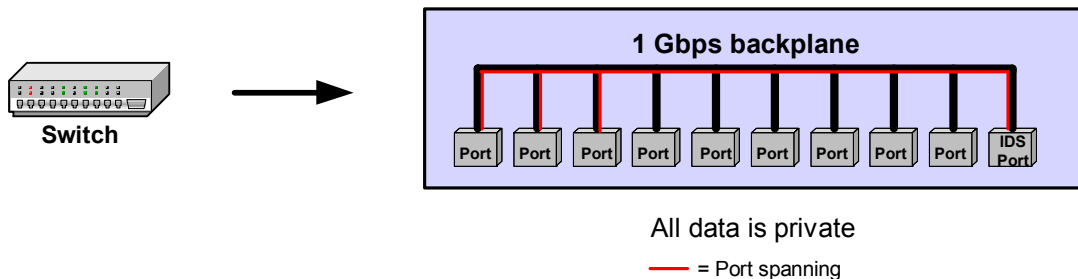 1 Gbps backplane
Switch
Port Port Port Port Port Port Port Port Port IDS Port
All data is private
= Port spanning